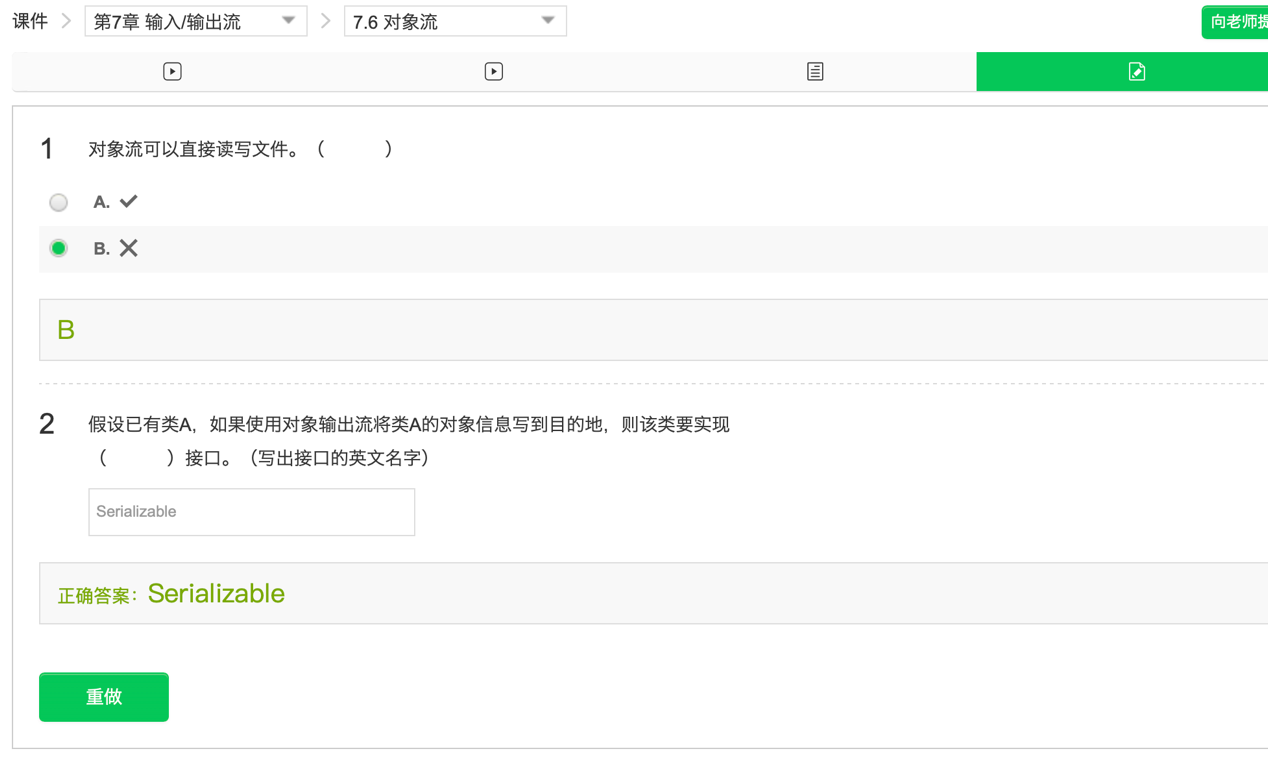 课件 第7章 输入/输出流 7.6 对象流 向老师
1 对象流可以直接读写文件。（ ）
A.
B.
B
2 假设已有类A，如果使用对象输出流将类A的对象信息写到目的地，则该类要实现
（ ）接口。（写出接口的英文名字）
Serializable
正确答案：Serializable
重做